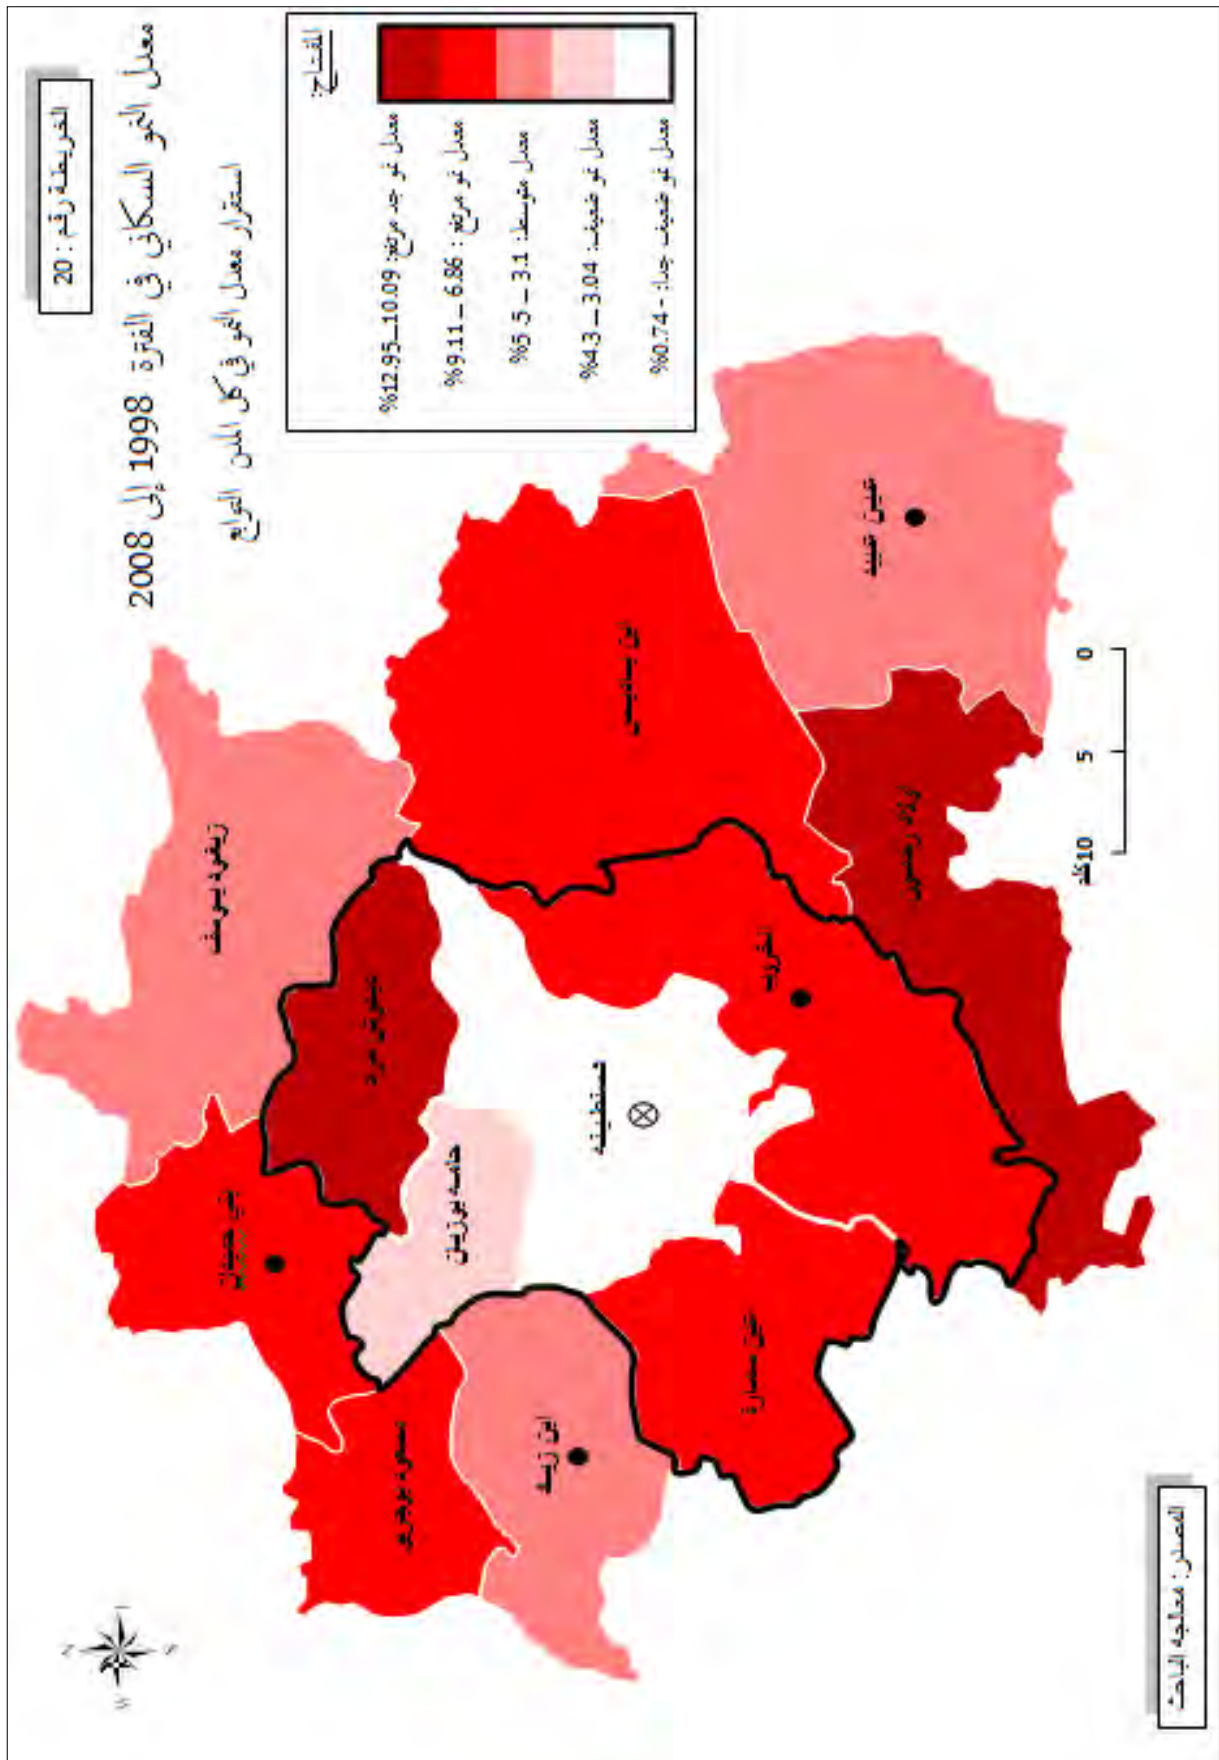 الخريطة رقم : 20
معدل النمو السكاني في الفترة 1998 إلى 2008
استقرار معدل النمو في كل المدن التوابع
المفتاح:
معدل نمو جد مرتفع: 10.09_12.95%
معدل نمو مرتفع : 6.86 _ 9.11%
معدل متوسط: 3.1 _ 5.5%
معدل نمو ضعيف: 3.04 _ 4.3%
معدل نمو ضعيف جدا: - 0.74%
زيغود يوسف
ديدوش مراد
بني حميدان
حامة بوزيان
مسعود بوجريو
ابن زياد
قسنطينة
ابن باديس
الخروب
عين سمارة
عين عبيد
أولاد رحمون
0
5
10كلم
المصدر: معالجة الباحث